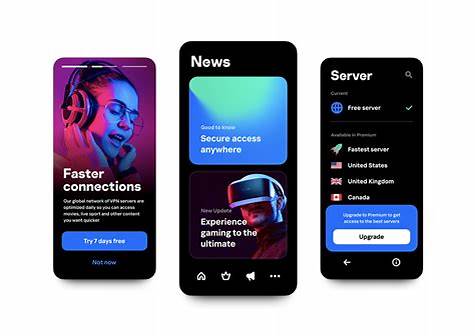 Faster
connections
Our global network of VPN servers are
optimized daily so you can access
movies, live sport and other content
you want quicker
Try 7 days free
Not now
News
Good to know
Secure access
anywhere
New Update
Experience
gaming to the
ultimate
Server
Current
Free server
Available in Premium
Fastest server
United States
United Kingdom
Canada
Upgrade to Premium to get
access to the best servers
Upgrade